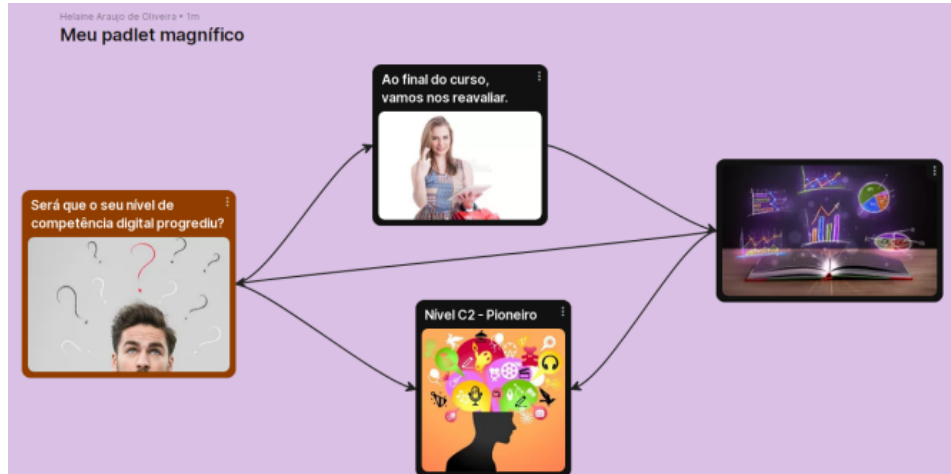 Helaine Araujo de Oliveira • 1m
Meu padlet magnífico
Ao final do curso,
vamos nos reavaliar.
Será que o seu nível de
competência digital progrediu?
Nível C2 - Pioneiro